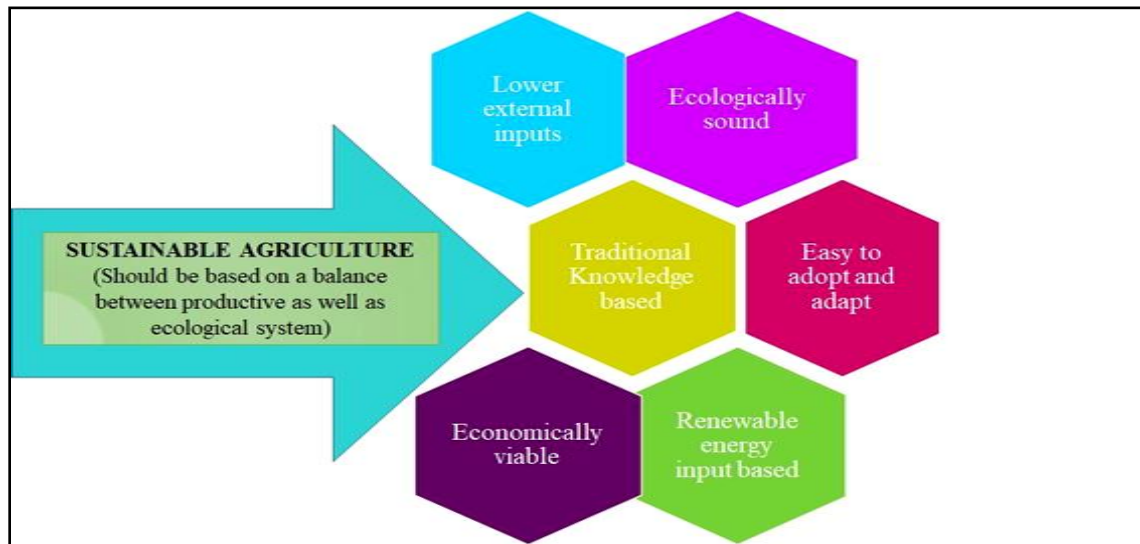 Lower
external
inputs
Ecologically
sound
SUSTAINABLE AGRICULTURE
(Should be based on a balance
between productive as well as
ecological system)
Traditional
Knowledge
based
Easy to
adopt and
adapt
Economically
viable
Renewable
energy
input based